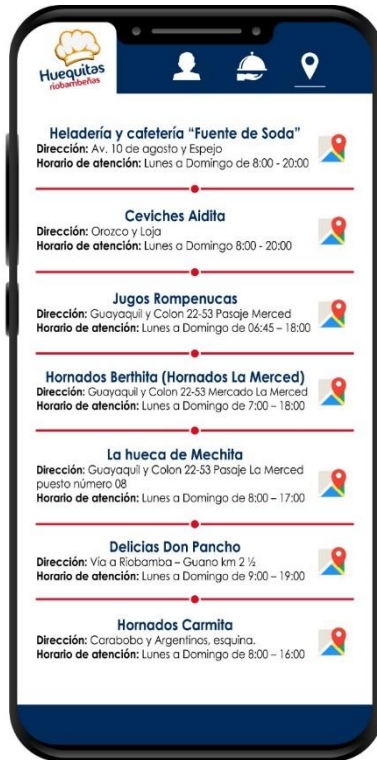 Huequitas
riobambeñas
Heladería y cafetería “Fuente de Soda”
Dirección: Av. 10 de agosto y Espejo
Horario de atención: Lunes a Domingo de 8:00 - 20:00
Ceviches Aidita
Dirección: Orozco y Loja
Horario de atención: Lunes a Domingo 8:00 - 20:00
Jugos Rompenucas
Dirección: Guayaquil y Colon 22-53 Pasaje Merced
Horario de atención: Lunes a Domingo de 06:45 – 18:00
Hornados Berthita (Hornados La Merced)
Dirección: Guayaquil y Colon 22-53 Mercado La Merced
Horario de atención: Lunes a Domingo de 7:00 – 18:00
La hueca de Mechita
Dirección: Guayaquil y Colon 22-53 Pasaje La Merced
puesto número 08
Horario de atención: Lunes a Domingo de 8:00 – 17:00
Delicias Don Pancho
Dirección: Vía a Riobamba – Guano km 2 ½
Horario de atención: Lunes a Domingo de 9:00 – 19:00
Hornados Carmita
Dirección: Carabobo y Argentinos, esquina.
Horario de atención: Lunes a Domingo de 8:00 – 16:00